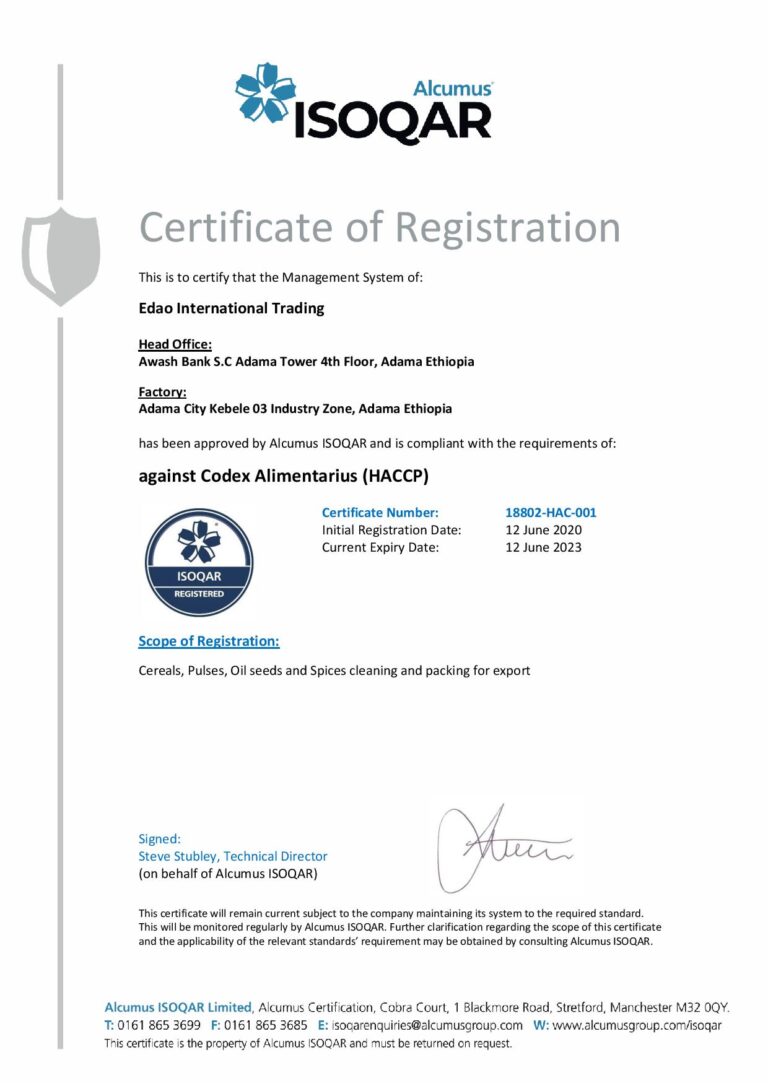 Alcumus
ISOQAR
Certificate of Registration
This is to certify that the Management System of:
Edao International Trading
Head Office:
Awash Bank S.C Adama Tower 4th Floor, Adama Ethiopia
Factory:
Adama City Kebele 03 Industry Zone, Adama Ethiopia
has been approved by Alcumus ISOQAR and is compliant with the requirements of:
against Codex Alimentarius (HACCP)
Certificate Number: 18802-HAC-001
Initial Registration Date: 12 June 2020
Current Expiry Date: 12 June 2023
ISOQAR
REGISTERED
Scope of Registration:
Cereals, Pulses, Oil seeds and Spices cleaning and packing for export
Signed:
Steve Stubley, Technical Director
(on behalf of Alcumus ISOQAR)
This certificate will remain current subject to the company maintaining its system to the required standard.
This will be monitored regularly by Alcumus ISOQAR. Further clarification regarding the scope of this certificate
and the applicability of the relevant standards' requirement may be obtained by consulting Alcumus ISOQAR.
Alcumus ISOQAR Limited, Alcumus Certification, Cobra Court, 1 Blackmore Road, Stretford, Manchester M32 0QY.
T: 0161 865 3699 F: 0161 865 3685 E: isoqarenquiries@alcumusgroup.com W: www.alcumusgroup.com/isoqar
This certificate is the property of Alcumus ISOQAR and must be returned on request.